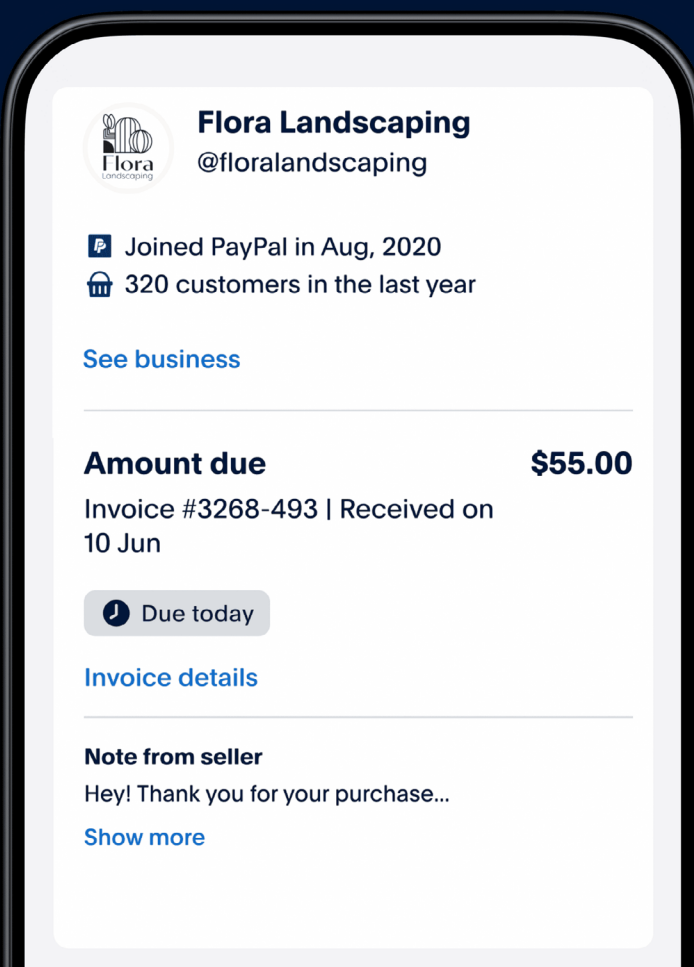 Flora
Landscaping
Flora Landscaping
@floralandscaping
Joined PayPal in Aug, 2020
320 customers in the last year
See business
Amount due
$55.00
Invoice #3268-493 | Received on
10 Jun
Due today
Invoice details
Note from seller
Hey! Thank you for your purchase...
Show more